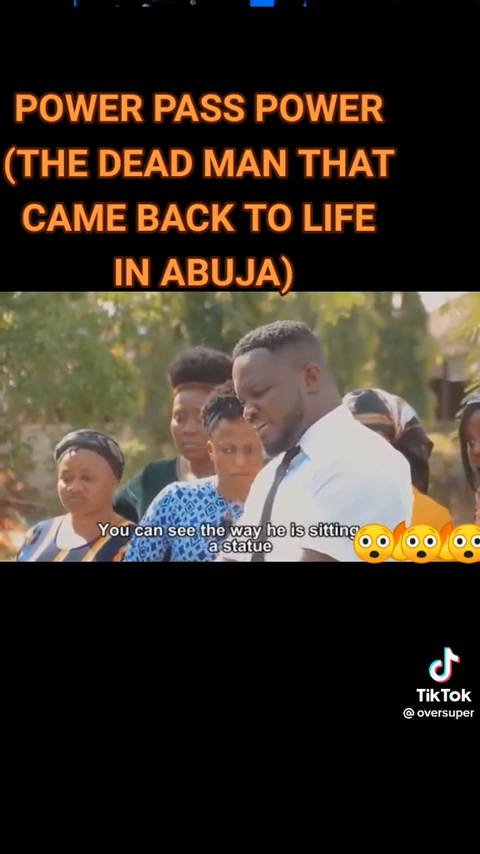 POWER PASS POWER
(THE DEAD MAN THAT
CAME BACK TO LIFE
IN ABUJA)
You can see the way he is sitting
a statue
TikTok
@oversuper